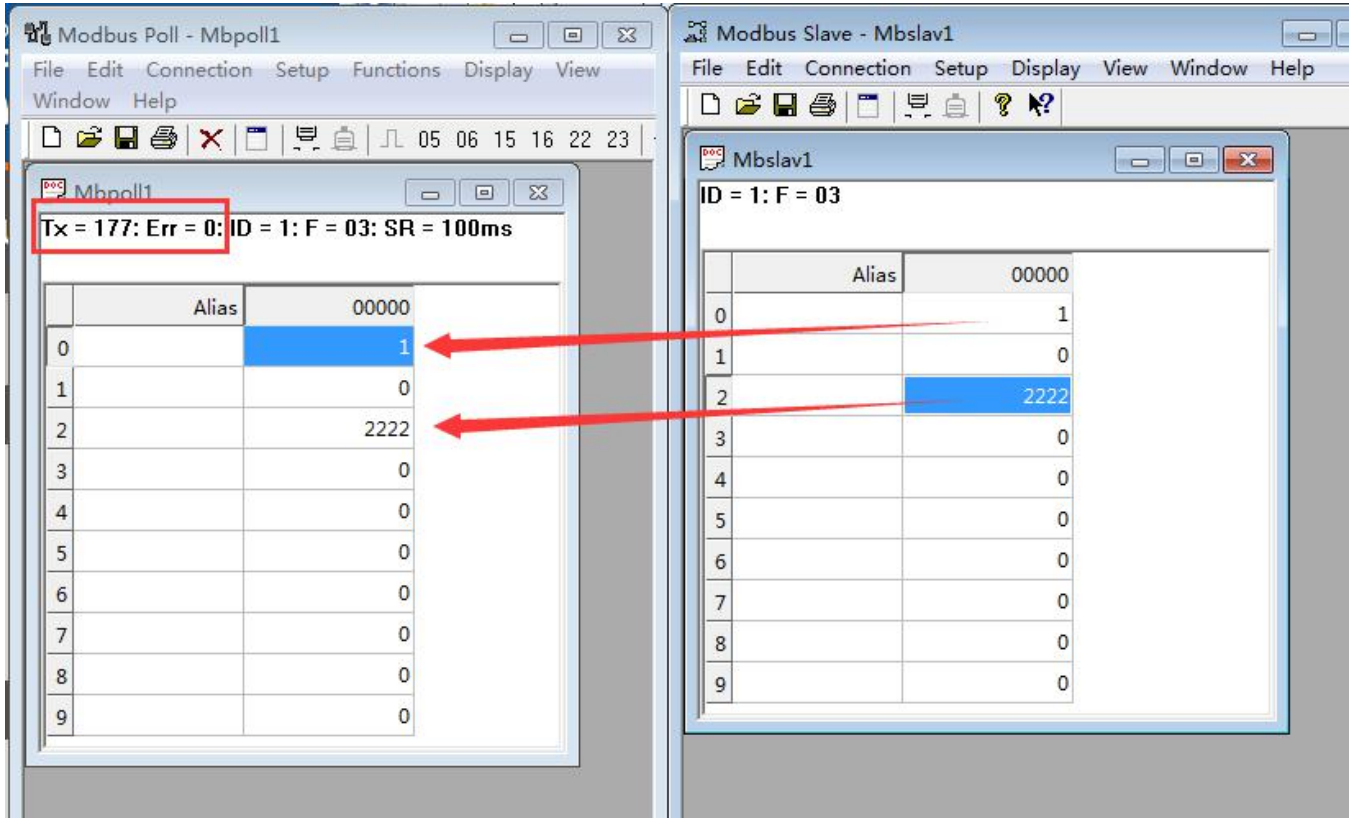 Modbus Poll - Mbpoll1
File Edit Connection Setup Functions Display View
Window Help
05 06 15 16 22 23
Mbpoll1
Tx = 177: Err = 0: ID = 1: F = 03: SR = 100ms
Alias 00000
0 1
1 0
2 2222
3 0
4 0
5 0
6 0
7 0
8 0
9 0
Modbus Slave - Mbslav1
File Edit Connection Setup Display View Window Help
Mbslav1
ID = 1: F = 03
Alias 00000
0 1
1 0
2 2222
3 0
4 0
5 0
6 0
7 0
8 0
9 0